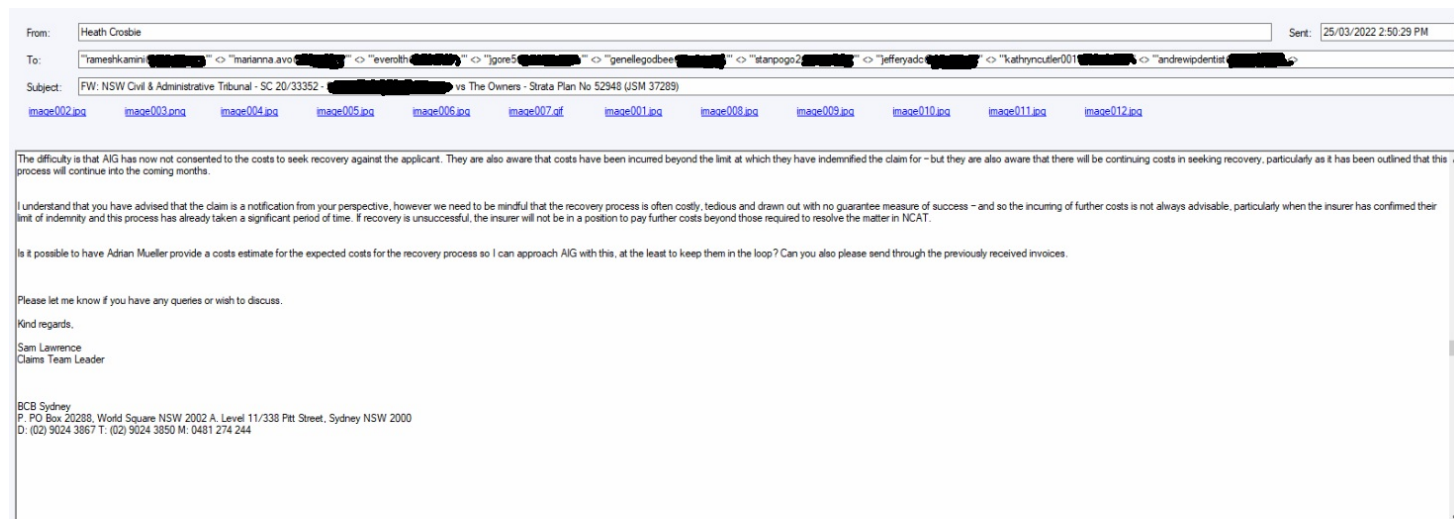 From: Heath Crosbie Sent: 25/03/2022 2:50:29 PM
To: "'rameshkamini "' <> "'marianna.avo "' <> "'everolth "' <> "'jgore5 "' <> "'genellegodbee "' <> "'stanpogo2 "' <> "'jefferyadc "' <> "'kathryncutler001 <> "'andrewipdentist <>
Subject: FW: NSW Civil & Administrative Tribunal - SC 20/33352 - vs The Owners - Strata Plan No 52948 (JSM 37289)
image002.jpg image003.png image004.jpg image005.jpg image006.jpg image007.gif image001.jpg image008.jpg image009.jpg image010.jpg image011.jpg image012.jpg
The difficulty is that AIG has now not consented to the costs to seek recovery against the applicant. They are also aware that costs have been incurred beyond the limit at which they have indemnified the claim for – but they are also aware that there will be continuing costs in seeking recovery, particularly as it has been outlined that this
process will continue into the coming months.
I understand that you have advised that the claim is a notification from your perspective, however we need to be mindful that the recovery process is often costly, tedious and drawn out with no guarantee measure of success – and so the incurring of further costs is not always advisable, particularly when the insurer has confirmed their
limit of indemnity and this process has already taken a significant period of time. If recovery is unsuccessful, the insurer will not be in a position to pay further costs beyond those required to resolve the matter in NCAT.
Is it possible to have Adrian Mueller provide a costs estimate for the expected costs for the recovery process so I can approach AIG with this, at the least to keep them in the loop? Can you also please send through the previously received invoices.
Please let me know if you have any queries or wish to discuss.
Kind regards,
Sam Lawrence
Claims Team Leader
BCB Sydney
P. PO Box 20288, World Square NSW 2002 A. Level 11/338 Pitt Street, Sydney NSW 2000
D: (02) 9024 3867 T: (02) 9024 3850 M: 0481 274 244